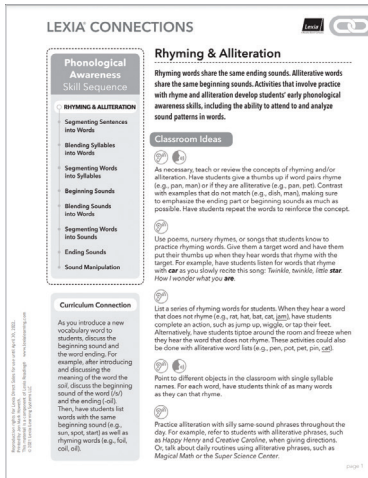 LEXIA® CONNECTIONS
Lexia
Phonological
Awareness
Skill Sequence
RHYMING & ALLITERATION
Segmenting Sentences
into Words
Blending Syllables
into Words
Segmenting Words
into Syllables
Beginning Sounds
Blending Sounds
into Words
Segmenting Words
into Sounds
Ending Sounds
Sound Manipulation
Curriculum Connection
As you introduce a new
vocabulary word to
students, discuss the
beginning sound and
the word ending. For
example, after introducing
and discussing the
meaning of the word the
soil, discuss the beginning
sound of the word (/s/)
and the ending (-oil).
Then, have students list
words with the same
beginning sound (e.g.,
sun, spot, start) as well as
rhyming words (e.g., foil,
coil, oil).
Rhyming & Alliteration
Rhyming words share the same ending sounds. Alliterative words
share the same beginning sounds. Activities that involve practice
with rhyme and alliteration develop students' early phonological
awareness skills, including the ability to attend to and analyze
sound patterns in words.
Classroom Ideas
As necessary, teach or review the concepts of rhyming and/or
alliteration. Have students give a thumbs up if word pairs rhyme
(e.g., pan, man) or if they are alliterative (e.g., pan, pet). Contrast
with examples that do not match (e.g., dish, man), making sure
to emphasize the ending part or beginning sounds as much as
possible. Have students repeat the words to reinforce the concept.
Use poems, nursery rhymes, or songs that students know to
practice rhyming words. Give them a target word and have them
put their thumbs up when they hear words that rhyme with the
target. For example, have students listen for words that rhyme
with car as you slowly recite this song: Twinkle, twinkle, little star.
How I wonder what you are.
List a series of rhyming words for students. When they hear a word
that does not rhyme (e.g., rat, hat, bat, cat, jam), have students
complete an action, such as jump up, wiggle, or tap their feet.
Alternatively, have students tiptoe around the room and freeze when
they hear the word that does not rhyme. These activities could also
be done with alliterative word lists (e.g., pen, pot, pet, pin, cat).
Point to different objects in the classroom with single syllable
names. For each word, have students think of as many words
as they can that rhyme.
Practice alliteration with silly same-sound phrases throughout the
day. For example, refer to students with alliterative phrases, such
as Happy Henry and Creative Caroline, when giving directions.
Or, talk about daily routines using alliterative phrases, such as
Magical Math or the Super Science Center.
page 1